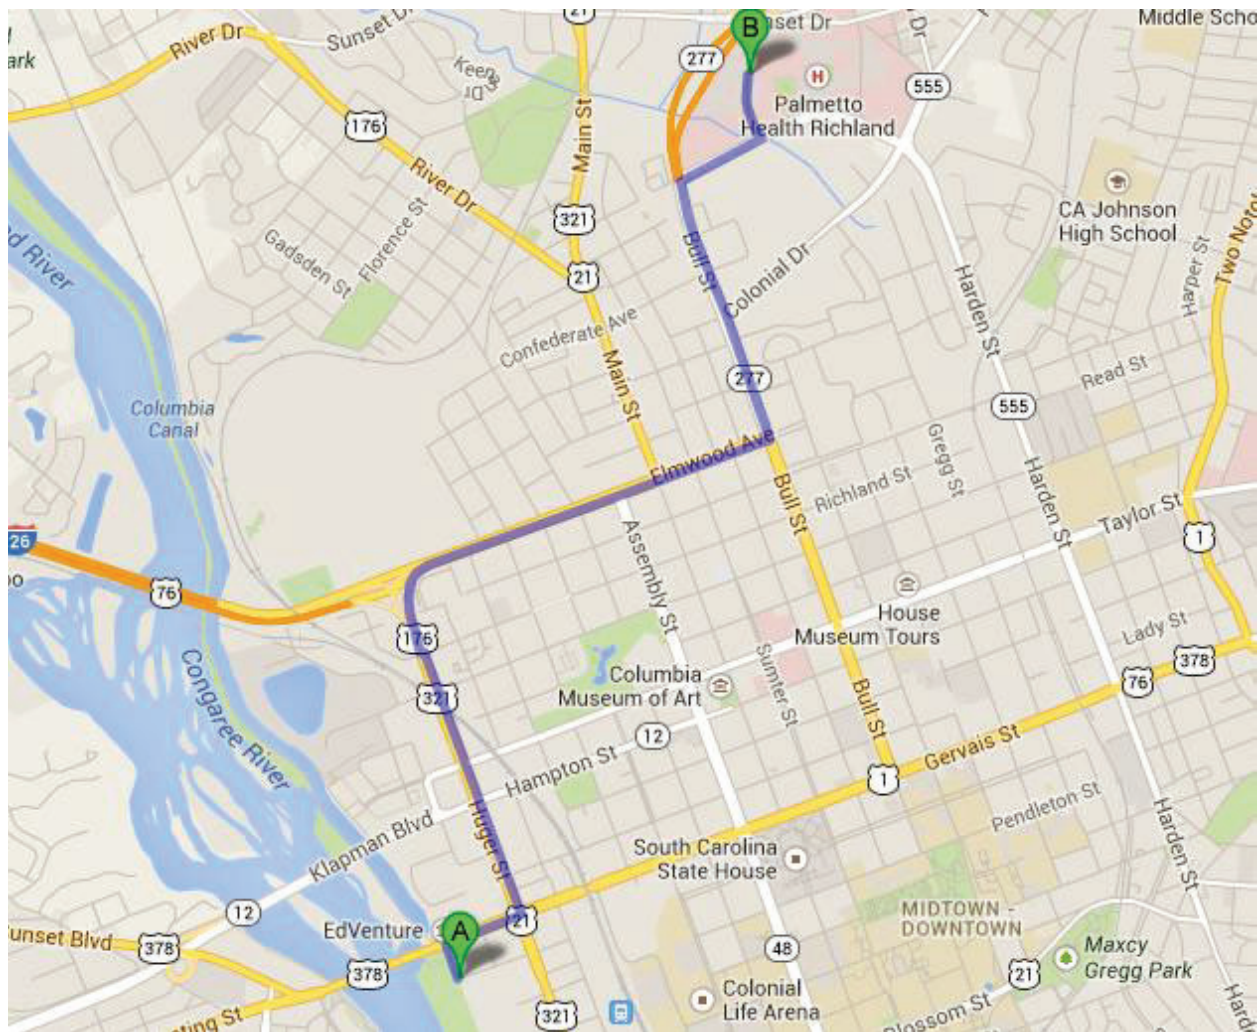 21
Sunset Dr
B
nset Dr
Middle Scho
River Dr
ark
277
Dr
555
176
Main St
Palmetto
Health Richland
River Dr
CA Johnson
High School
321
Florence St
Gadsden St
21
Bull St
Colonial Dr
Harden St
Harper St
River
Confederate Ave
Main St
277
Read St
555
Columbia
Canal
Elmwood Ave
Gregg St
Richland St
Bull St
Harden St
Taylor St
26
1
76
Assembly St
House
Museum Tours
Lady St
176
378
Congaree River
321
Columbia
Museum of Art
Sumter St
76
Bull St
12
Hampton St
Gervais St
1
Pendleton St
Huger St
Klapman Blvd
South Carolina
State House
Harden St
12
EdVenture
A
21
MIDTOWN -
DOWNTOWN
unset Blvd
378
378
48
21
Maxcy
Gregg Park
321
Colonial
Life Arena
Blossom St
ting St
Hard